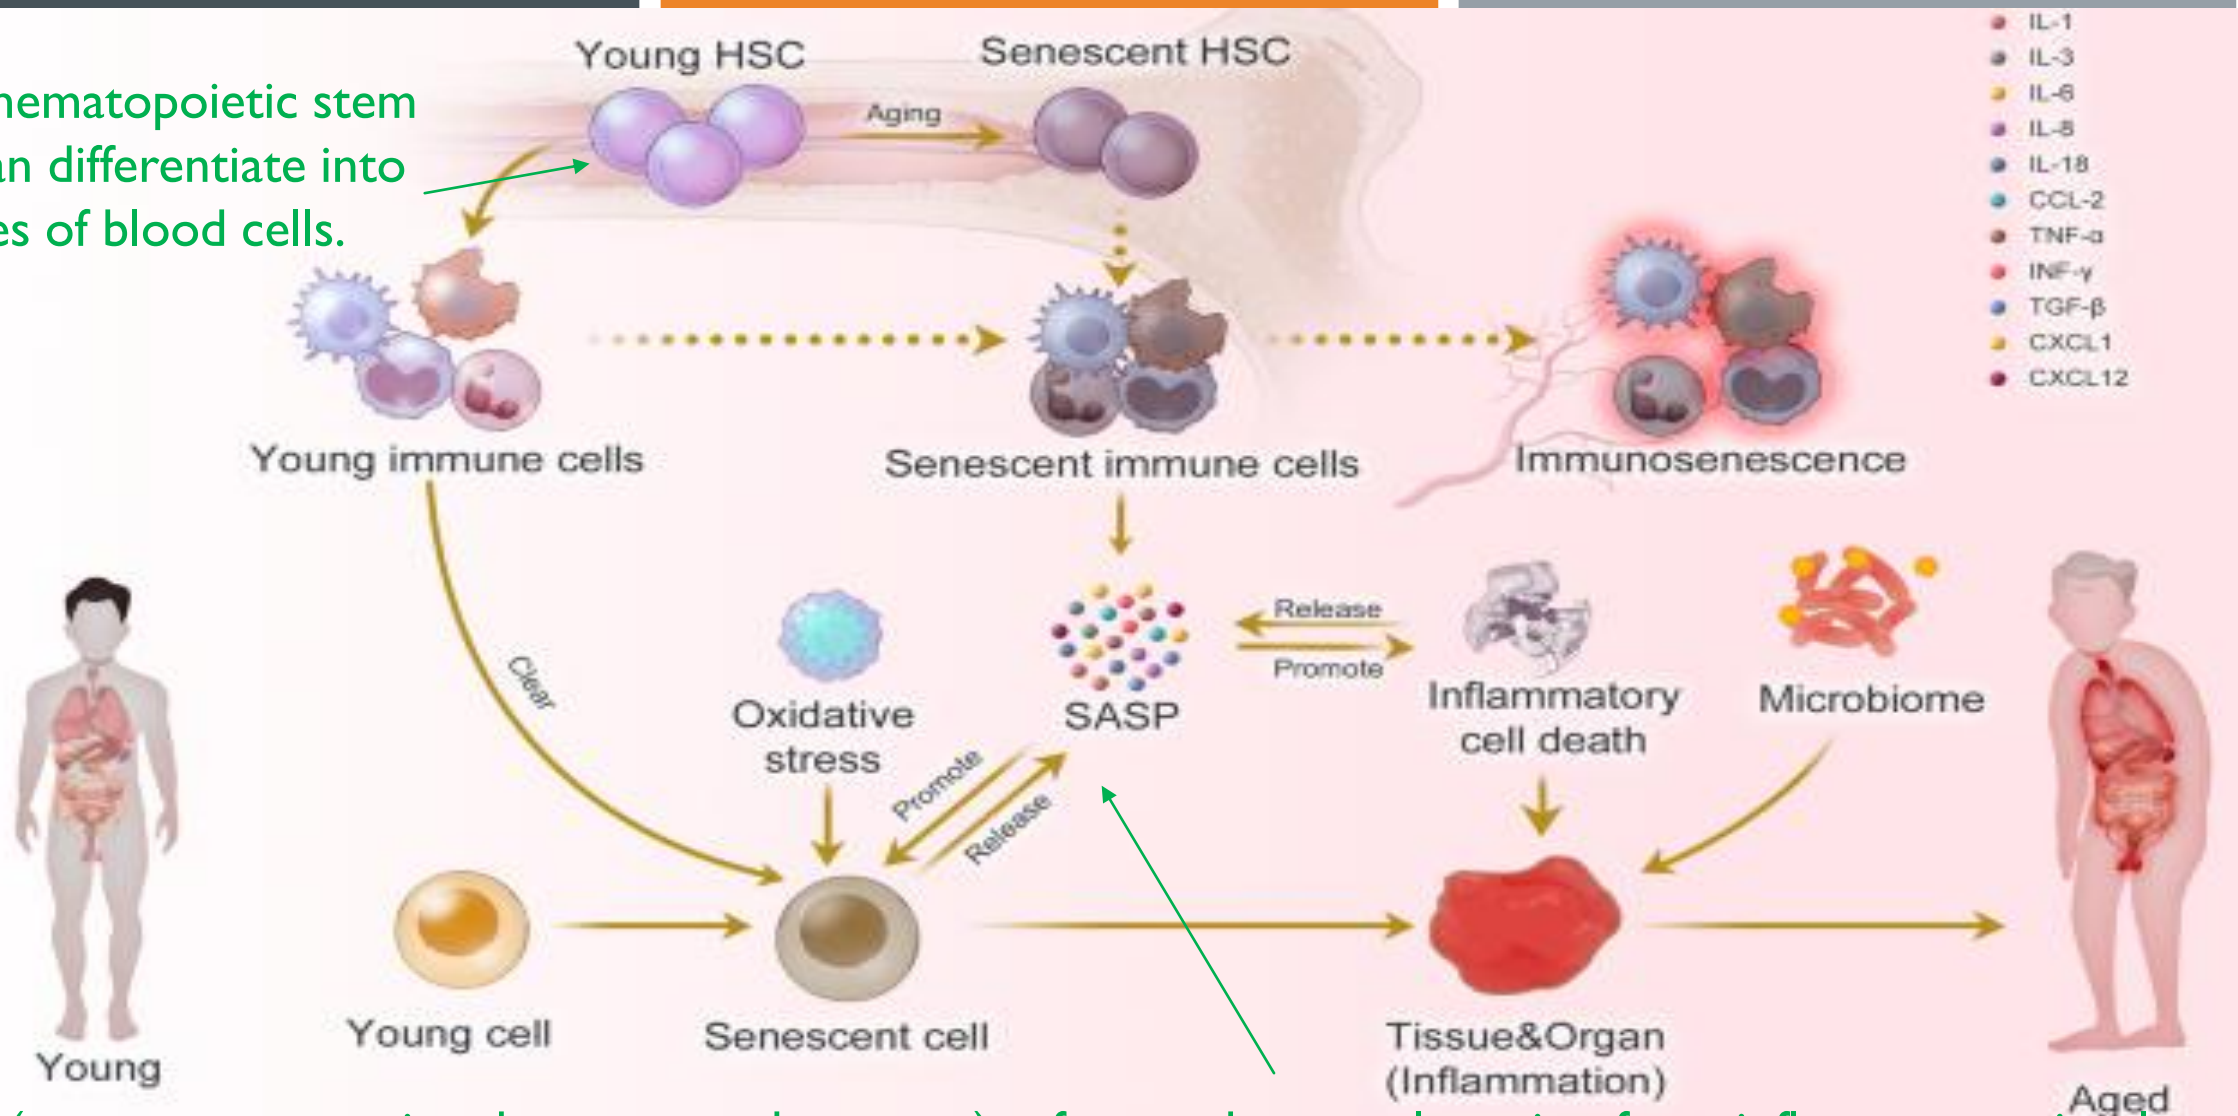 Young HSC
Senescent HSC
IL-1
IL-3
IL-6
IL-8
IL-18
CCL-2
TNF-α
INF-γ
TGF-β
CXCL1
CXCL12
hematopoietic stem
an differentiate into
es of blood cells.
Aging
Young immune cells
Senescent immune cells
Immunosenescence
Clear
Oxidative
stress
SASP
Release
Promote
Inflammatory
cell death
Microbiome
Promote
Release
Young cell
Senescent cell
Tissue&Organ
(Inflammation)
Young
Aged